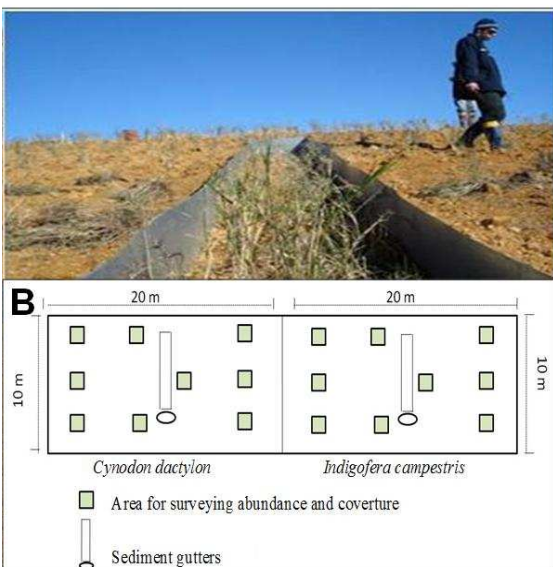 B
20 m 20 m
10 m 10 m
Cynodon dactylon Indigofera campestris
Area for surveying abundance and coverture
Sediment gutters